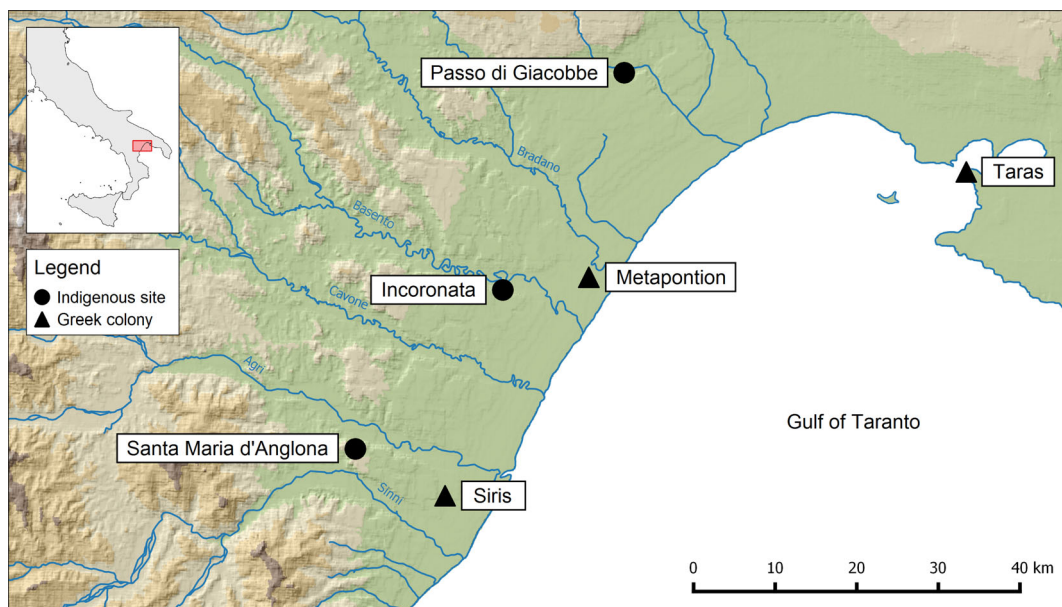 Passo di Giacobbe
Bradano
Taras
Basento
Metapontion
Incoronata
Legend
Indigenous site
Greek colony
Cavone
Agri
Gulf of Taranto
Santa Maria d'Anglona
Sinni
Siris
0 10 20 30 40 km